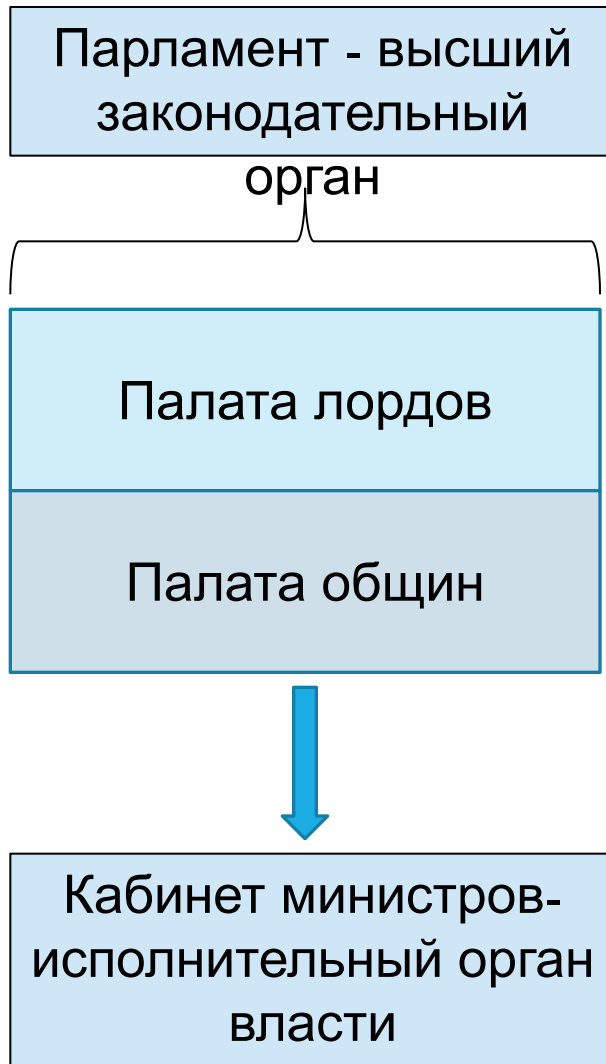 Парламент - высший
законодательный
орган
Палата лордов
Палата общин
Кабинет министров-
исполнительный орган
власти